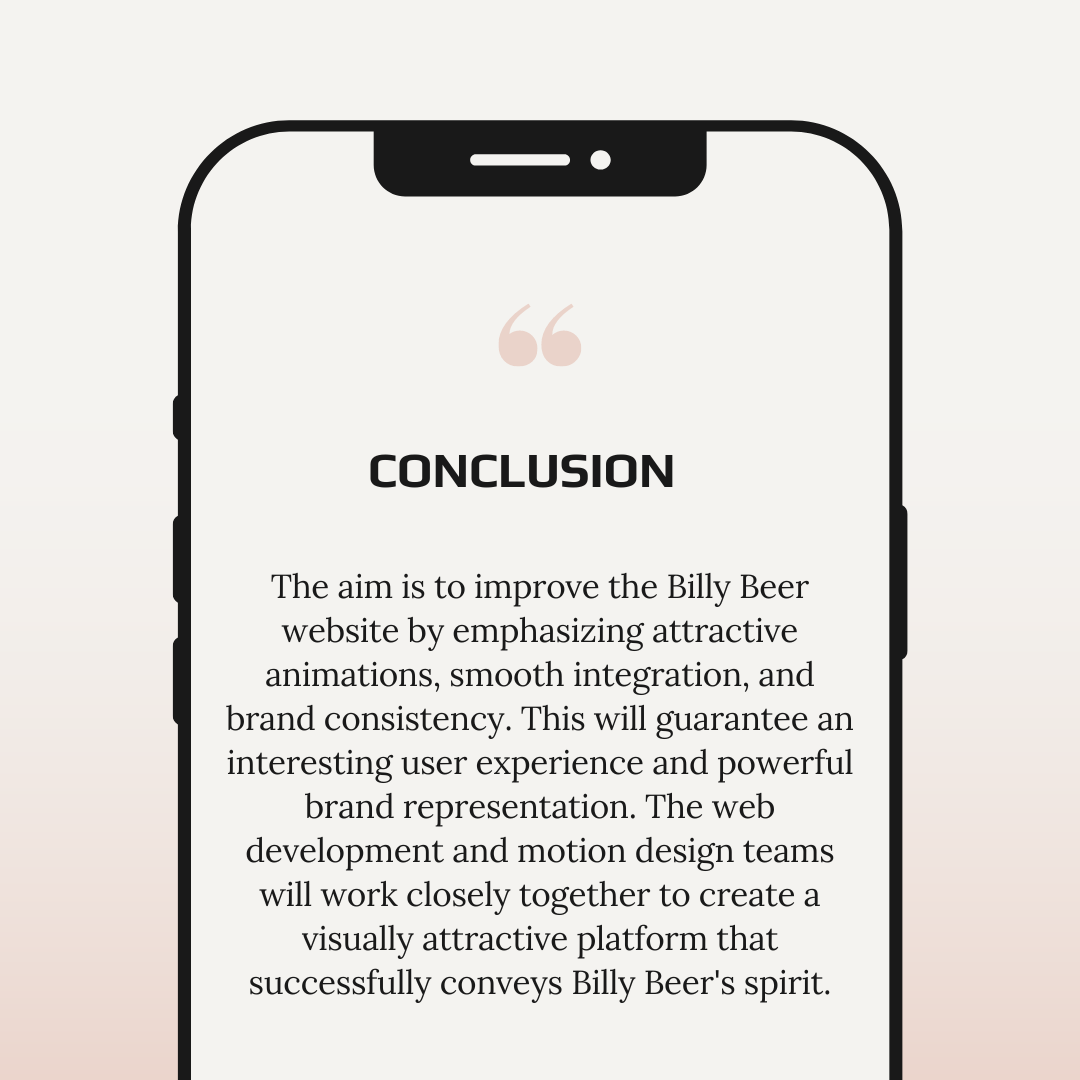 “
CONCLUSION
The aim is to improve the Billy Beer
website by emphasizing attractive
animations, smooth integration, and
brand consistency. This will guarantee an
interesting user experience and powerful
brand representation. The web
development and motion design teams
will work closely together to create a
visually attractive platform that
successfully conveys Billy Beer's spirit.